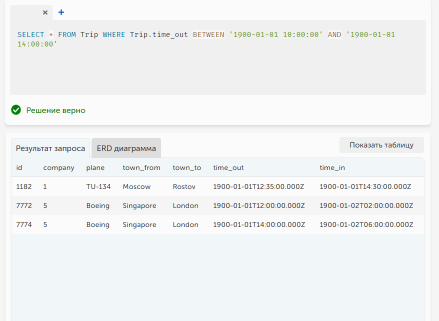 × +
SELECT * FROM Trip WHERE Trip.time_out BETWEEN '1900-01-01 10:00:00' AND '1900-01-01
14:00:00'
Решение верно
Результат запроса ERD диаграмма Показать таблицу
id company plane town_from town_to time_out time_in
1182 1 TU-134 Moscow Rostov 1900-01-01T12:35:00.000Z 1900-01-01T14:30:00.000Z
7772 5 Boeing Singapore London 1900-01-01T12:00:00.000Z 1900-01-02T02:00:00.000Z
7774 5 Boeing Singapore London 1900-01-01T14:00:00.000Z 1900-01-02T06:00:00.000Z